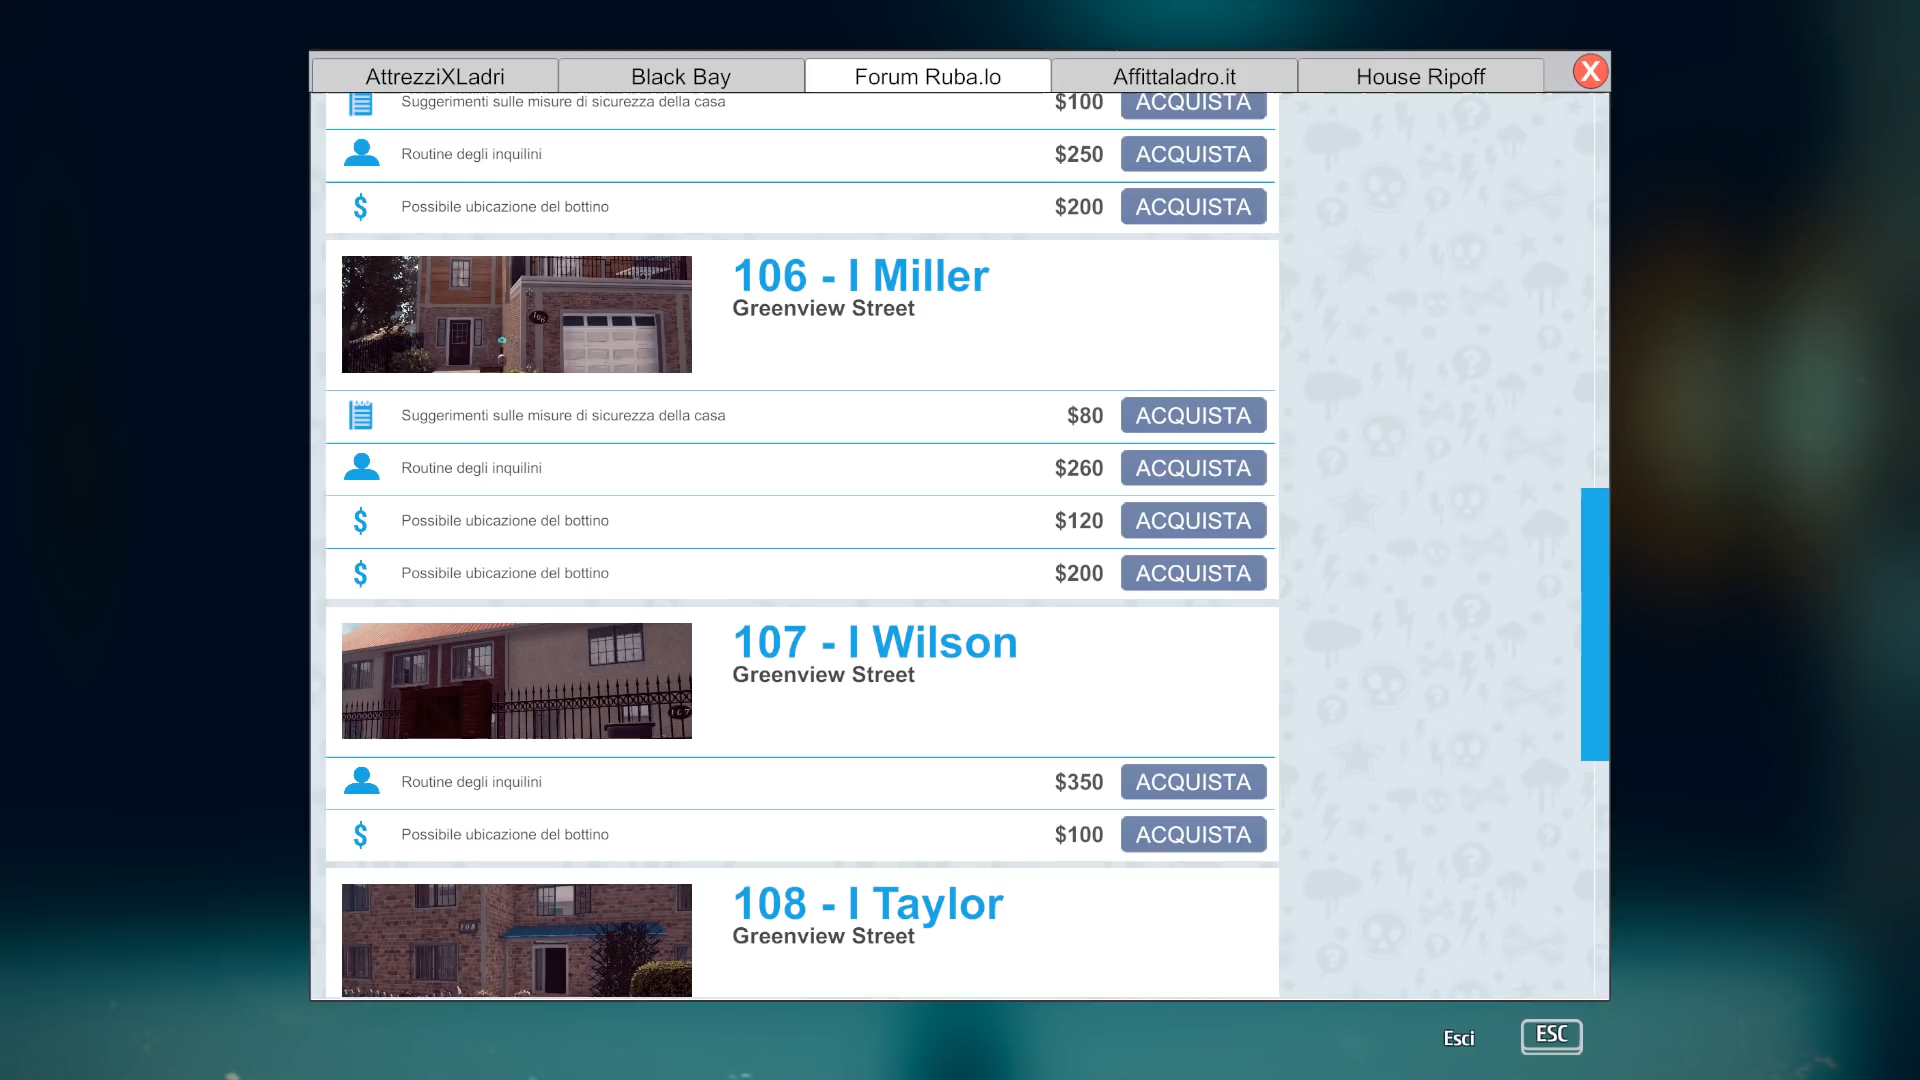 AttrezziXLadri
Black Bay
Forum Ruba.lo
Affittaladro.it
House Ripoff
X
Suggerimenti sulle misure di sicurezza della casa $100 ACQUISTA
Routine degli inquilini $250 ACQUISTA
Possibile ubicazione del bottino $200 ACQUISTA
106 - I Miller
Greenview Street
106
Suggerimenti sulle misure di sicurezza della casa $80 ACQUISTA
Routine degli inquilini $260 ACQUISTA
Possibile ubicazione del bottino $120 ACQUISTA
Possibile ubicazione del bottino $200 ACQUISTA
107 - I Wilson
Greenview Street
107
Routine degli inquilini $350 ACQUISTA
Possibile ubicazione del bottino $100 ACQUISTA
108 - I Taylor
Greenview Street
108
Esci ESC